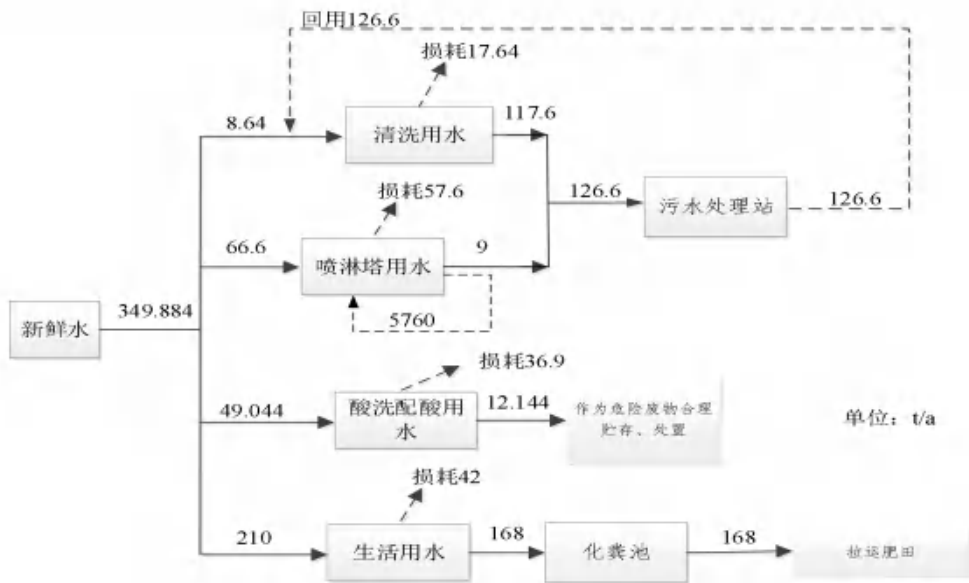 回用126.6
损耗17.64
8.64
清洗用水
117.6
损耗57.6
126.6
污水处理站
126.6
66.6
喷淋塔用水
9
5760
新鲜水
349.884
损耗36.9
49.044
酸洗配酸用
水
12.144
作为危险废物合理
贮存、处置
单位：t/a
损耗42
210
生活用水
168
化粪池
168
拉运肥田